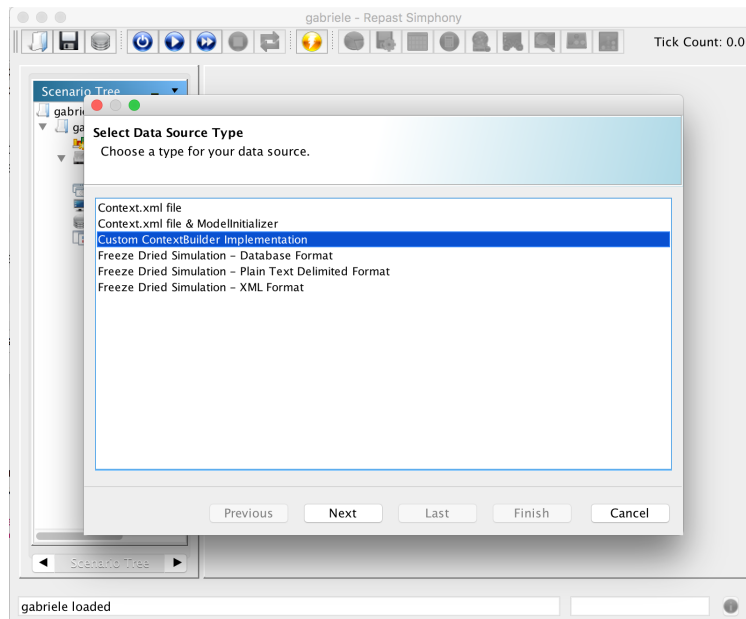 gabriele - Repast Simphony
Tick Count: 0.0
Scenario Tree
gabri
ga
Select Data Source Type
Choose a type for your data source.
Context.xml file
Context.xml file & ModelInitializer
Custom ContextBuilder Implementation
Freeze Dried Simulation - Database Format
Freeze Dried Simulation - Plain Text Delimited Format
Freeze Dried Simulation - XML Format
Previous Next Last Finish Cancel
Scenario Tree
gabriele loaded